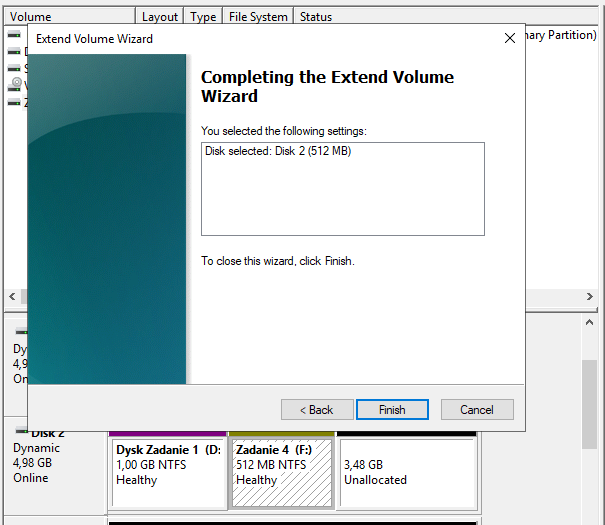 Volume Layout Type File System Status
Extend Volume Wizard
nary Partition)
Completing the Extend Volume
Wizard
You selected the following settings:
Disk selected: Disk 2 (512 MB)
To close this wizard, click Finish.
< Back Finish Cancel
Dy
4,9
On
Disk 2
Dynamic
4,98 GB
Online
Dysk Zadanie 1 (D:
1,00 GB NTFS
Healthy
Zadanie 4 (F:)
512 MB NTFS
Healthy
3,48 GB
Unallocated